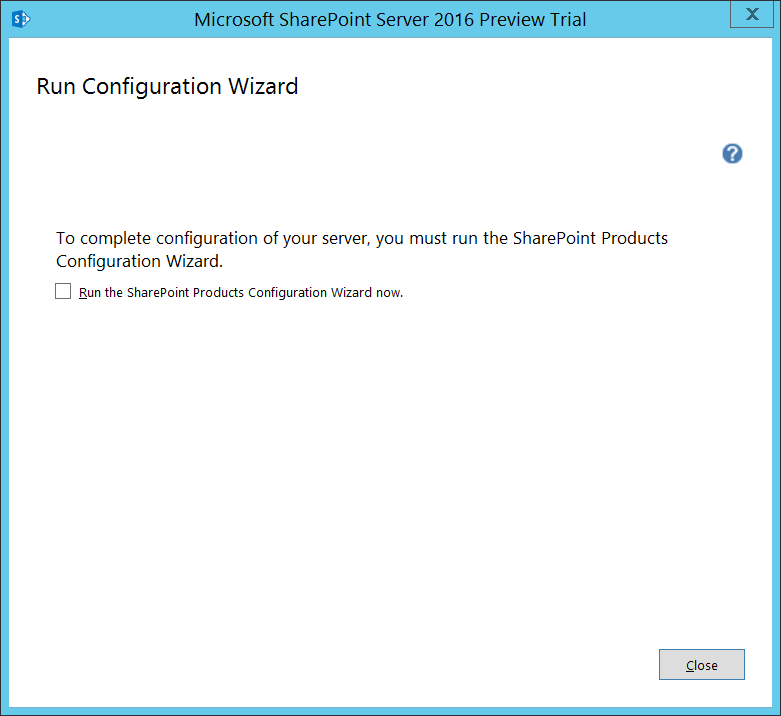 Microsoft SharePoint Server 2016 Preview Trial
Run Configuration Wizard
To complete configuration of your server, you must run the SharePoint Products
Configuration Wizard.
Run the SharePoint Products Configuration Wizard now.
Close